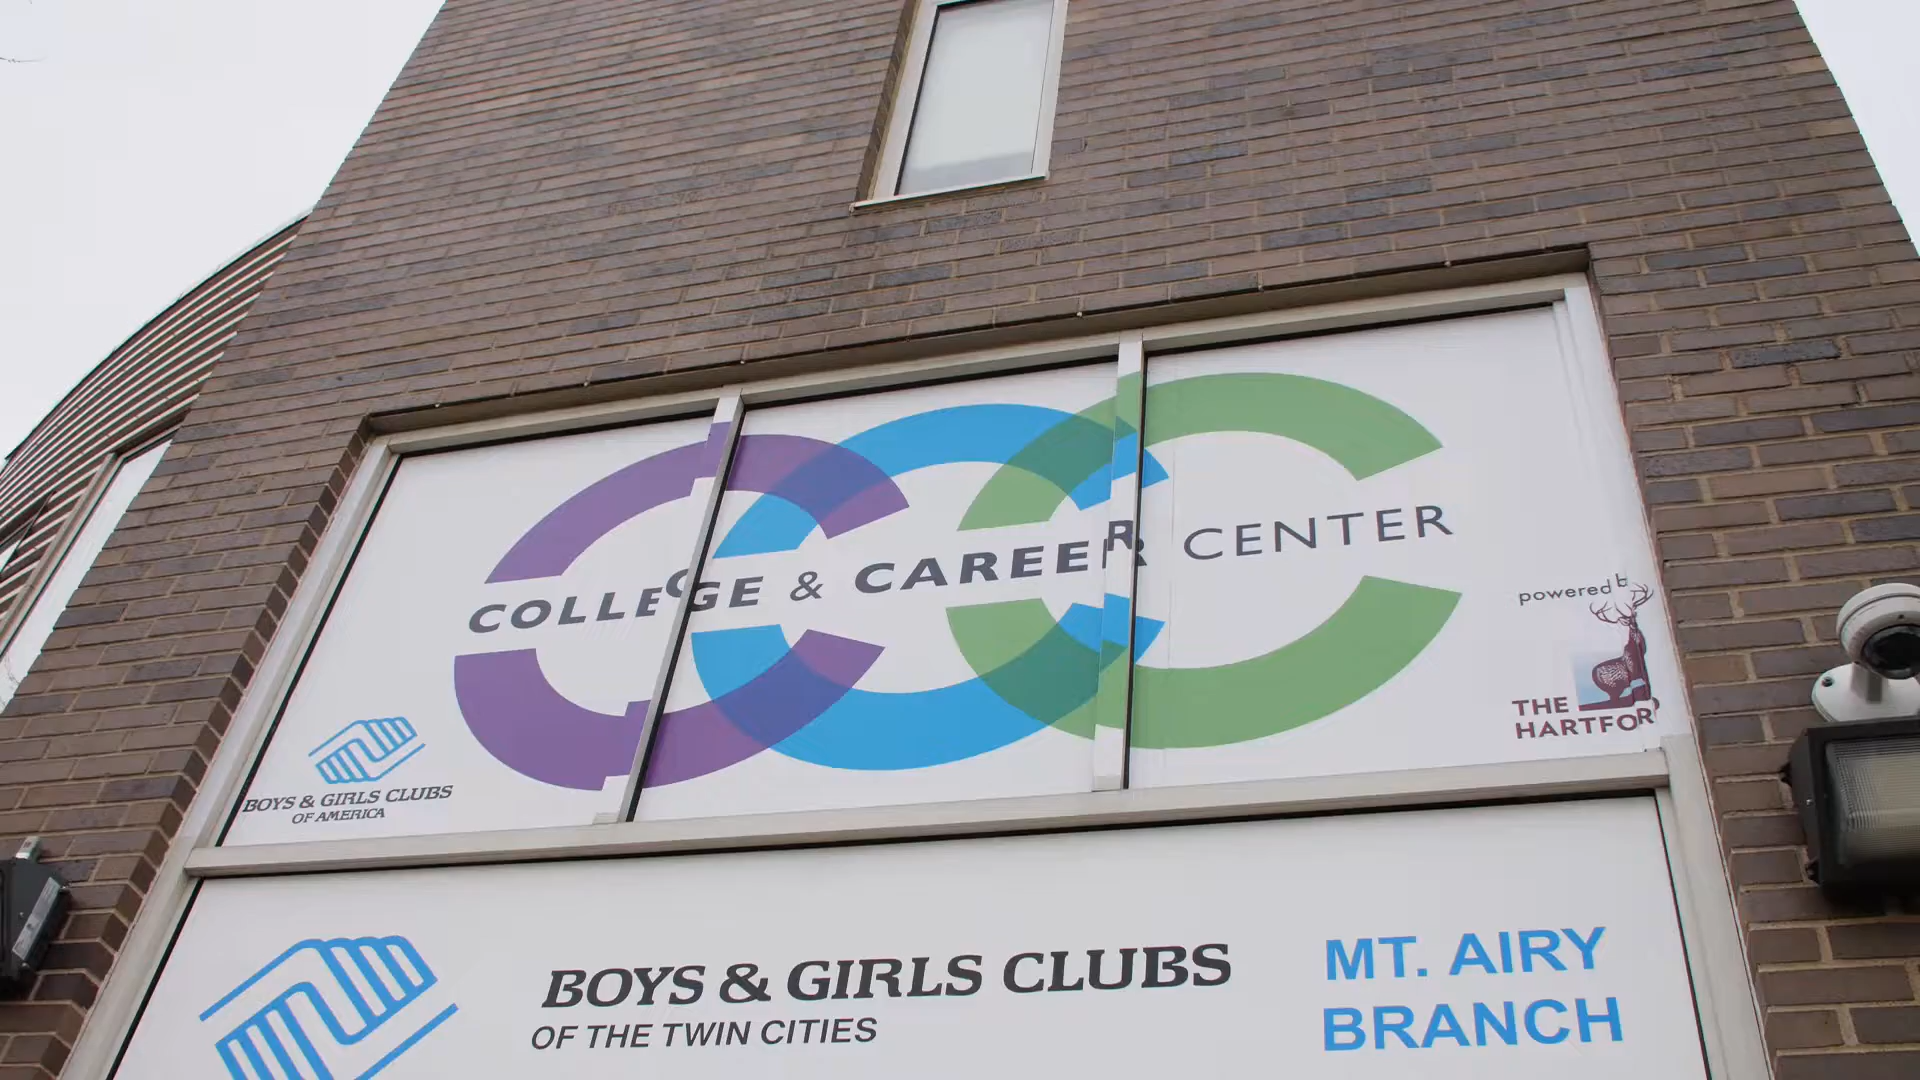 COLLEGE & CAREER CENTER
powered b
THE
HARTFOR
BOYS & GIRLS CLUBS
OF AMERICA
BOYS & GIRLS CLUBS
OF THE TWIN CITIES
MT. AIRY
BRANCH